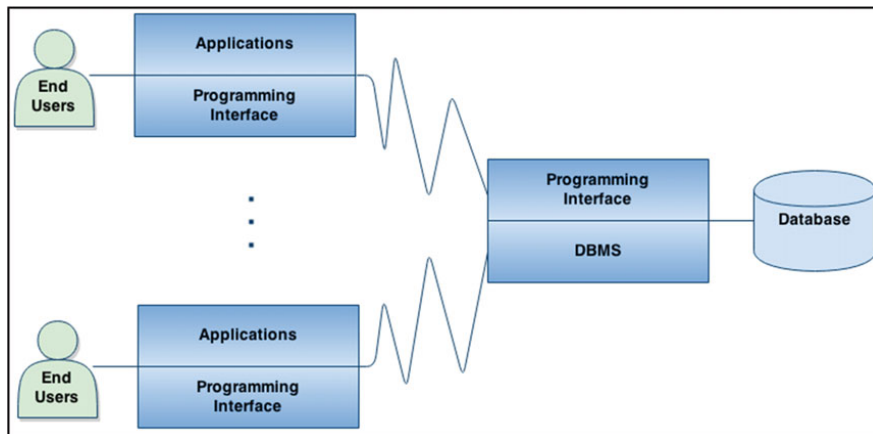 End
Users
Applications
Programming
Interface
Programming
Interface
DBMS
Database
End
Users
Applications
Programming
Interface